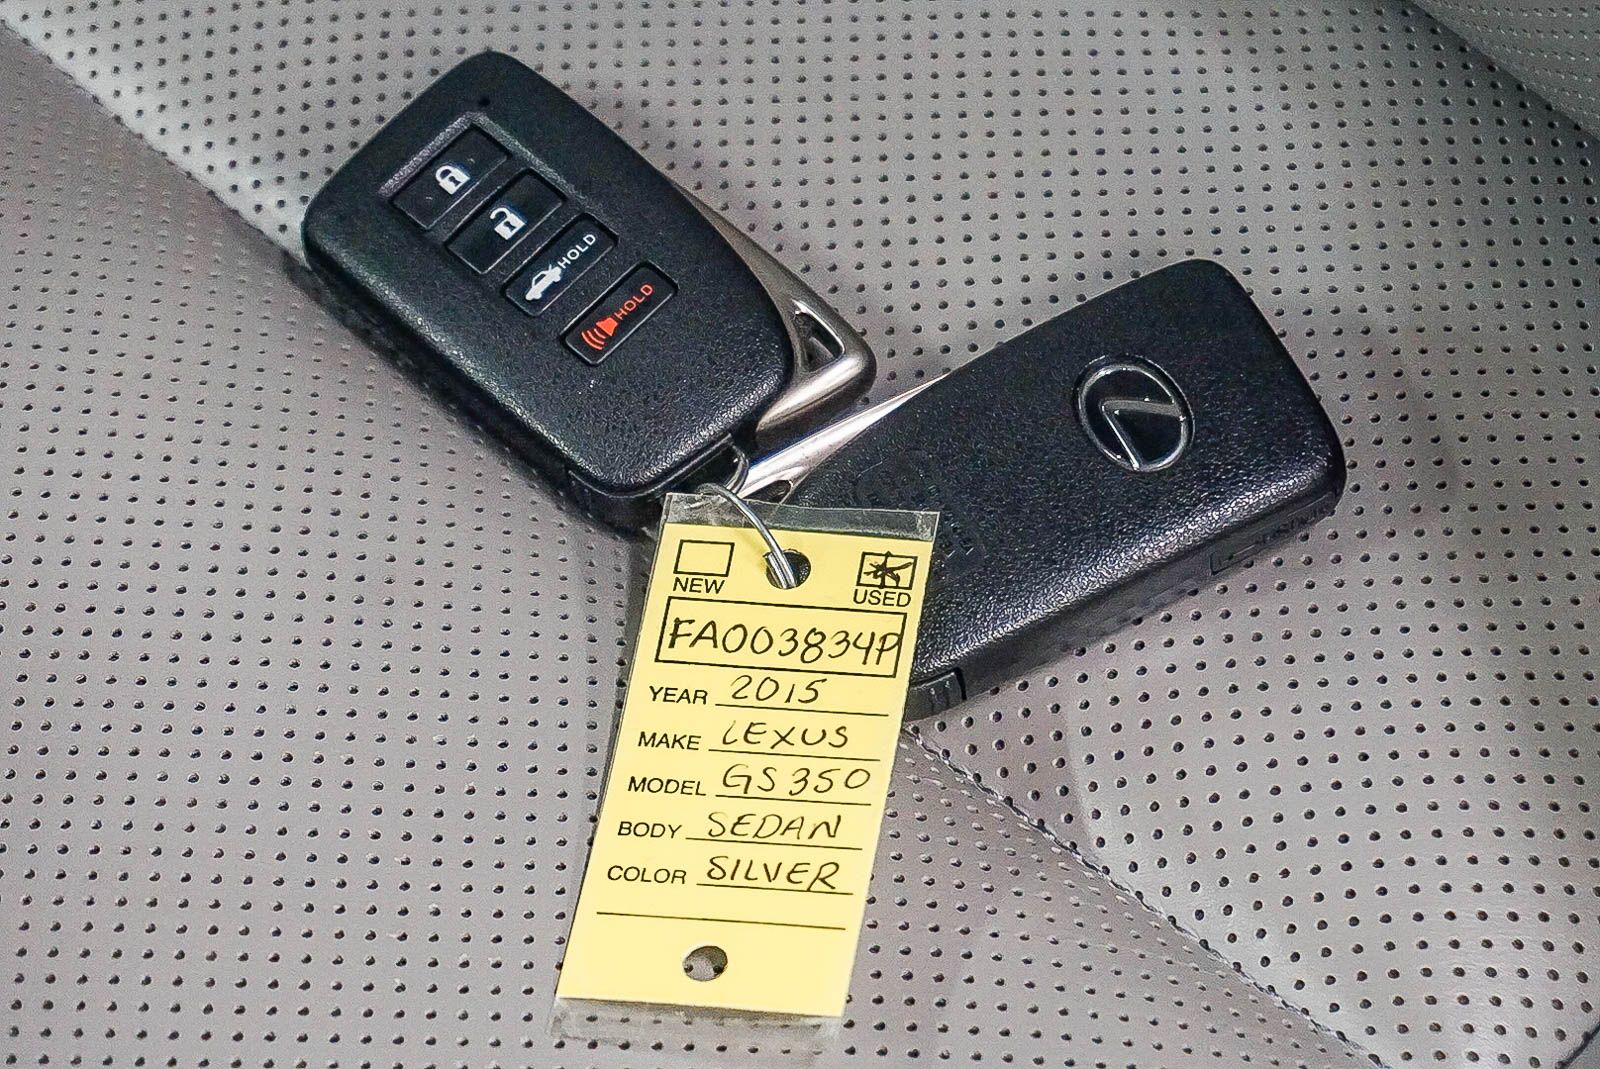 HOLD
HOLD
NEW USED
FA003834P
YEAR 2015
MAKE LEXUS
MODEL GS350
BODY SEDAN
COLOR SILVER